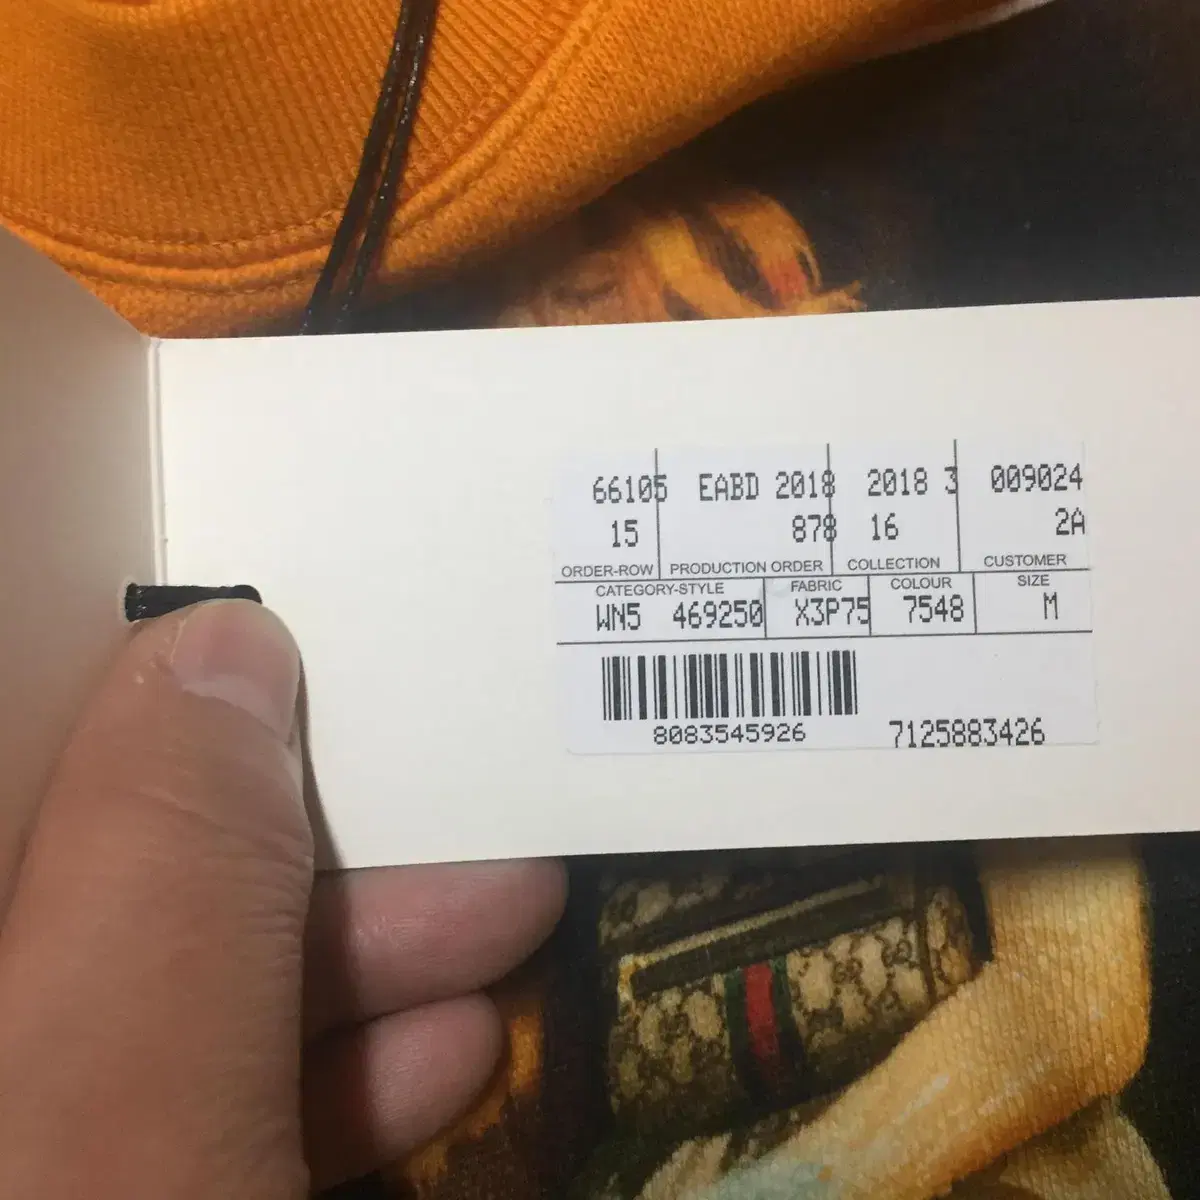 66105 EABD 2018 2018 3 009024
15 878 16 2A
ORDER-ROW PRODUCTION ORDER COLLECTION CUSTOMER
CATEGORY-STYLE FABRIC COLOUR SIZE
WN5 469250 X3P75 7548 M
8083545926 7125883426